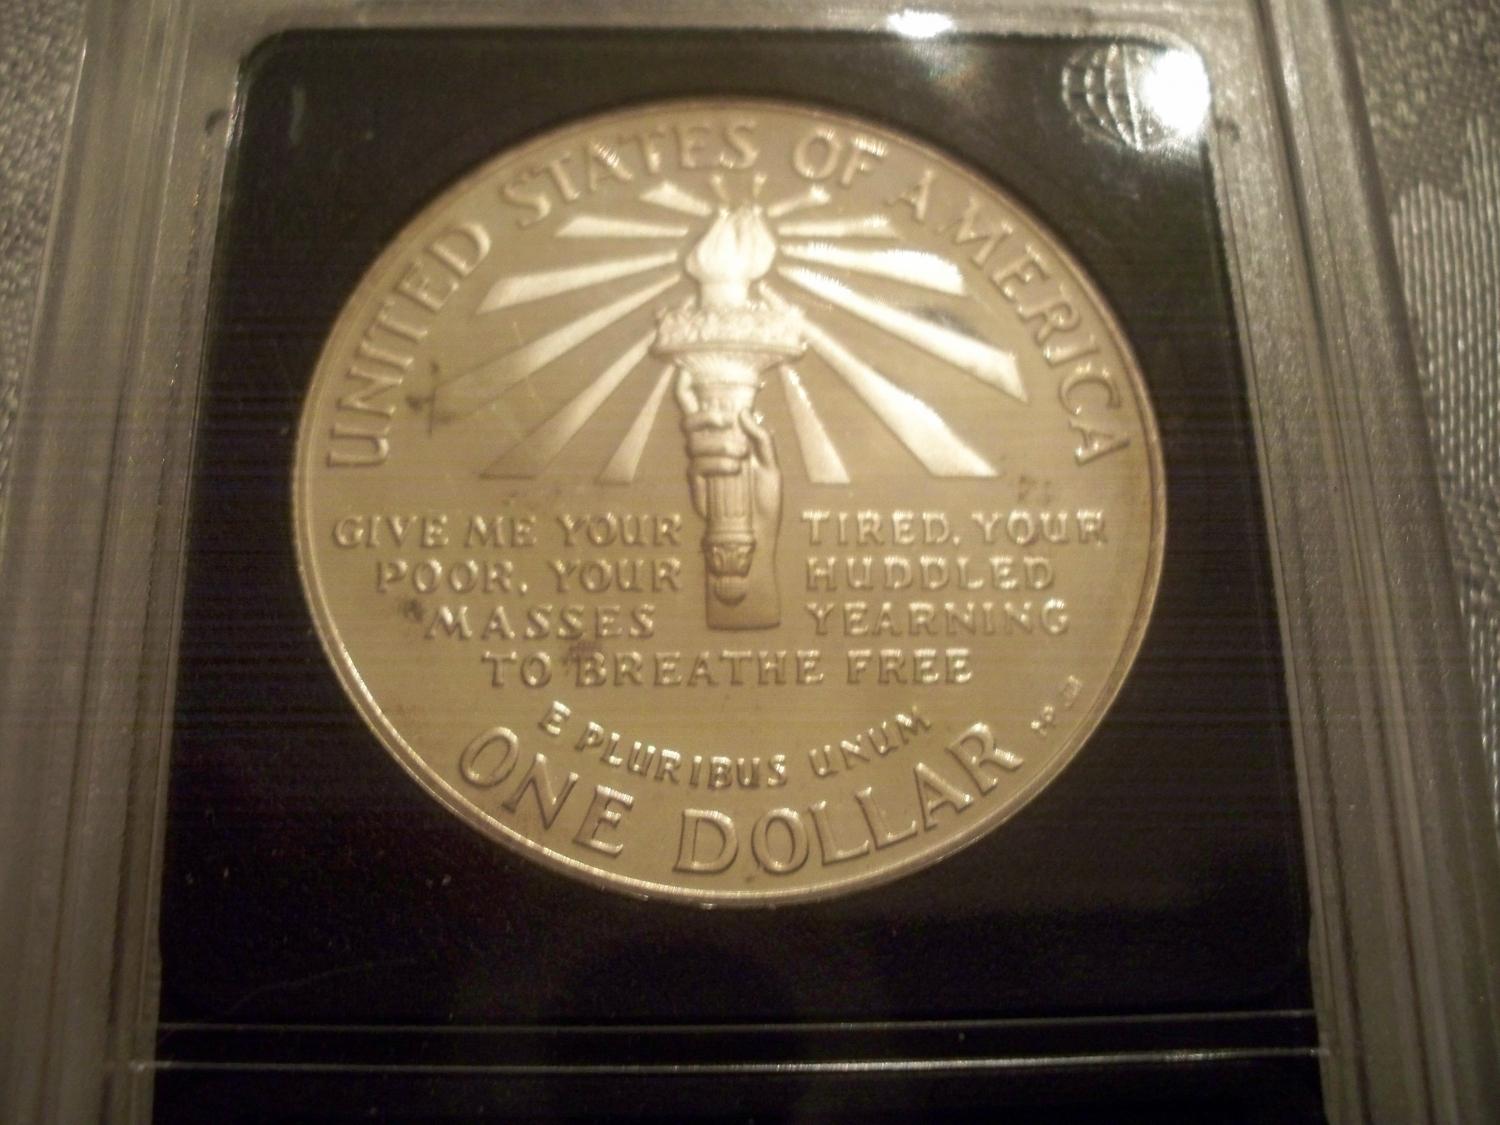 UNITED STATES OF AMERICA
GIVE ME YOUR TIRED, YOUR
POOR, YOUR HUDDLED
MASSES YEARNING
TO BREATHE FREE
E PLURIBUS UNUM
ONE DOLLAR